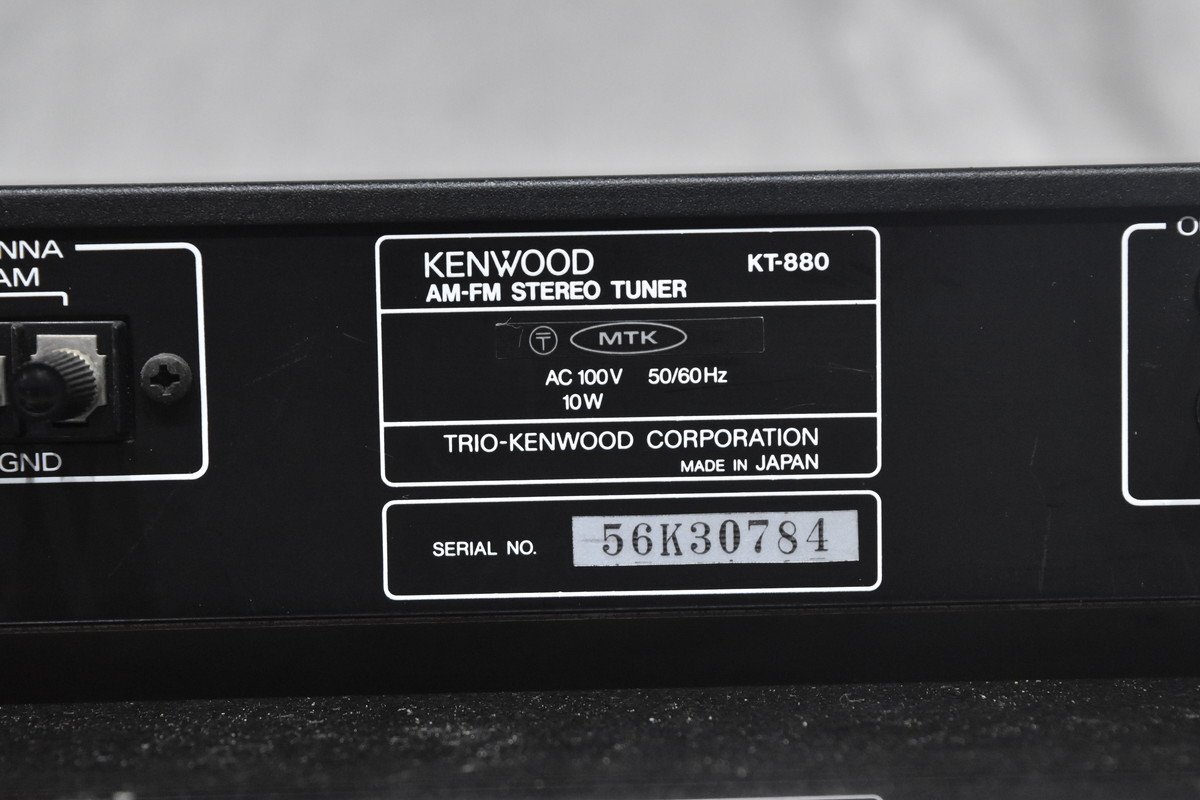 NNA
AM
GND
KENWOOD KT-880
AM-FM STEREO TUNER
〒 MTK
AC 100V 50/60Hz
10W
TRIO-KENWOOD CORPORATION
MADE IN JAPAN
SERIAL NO. 56K30784
O